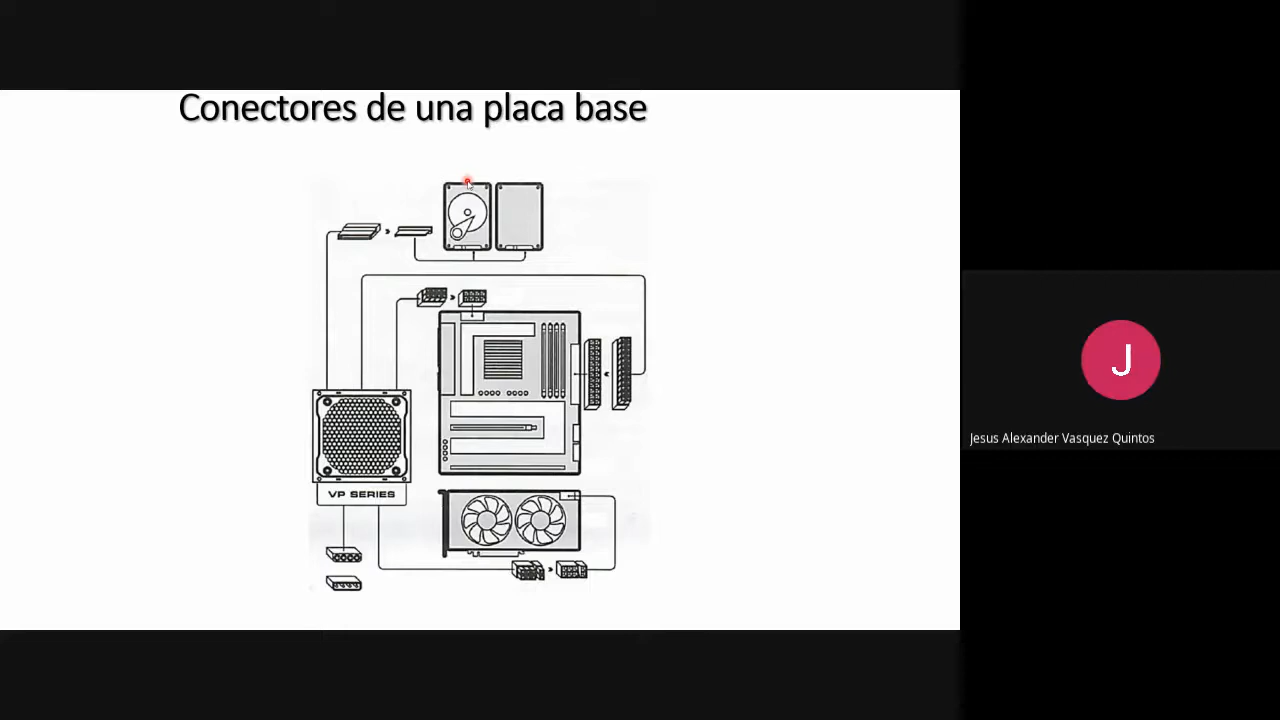 Conectores de una placa base
VP SERIES
J
Jesus Alexander Vasquez Quintos